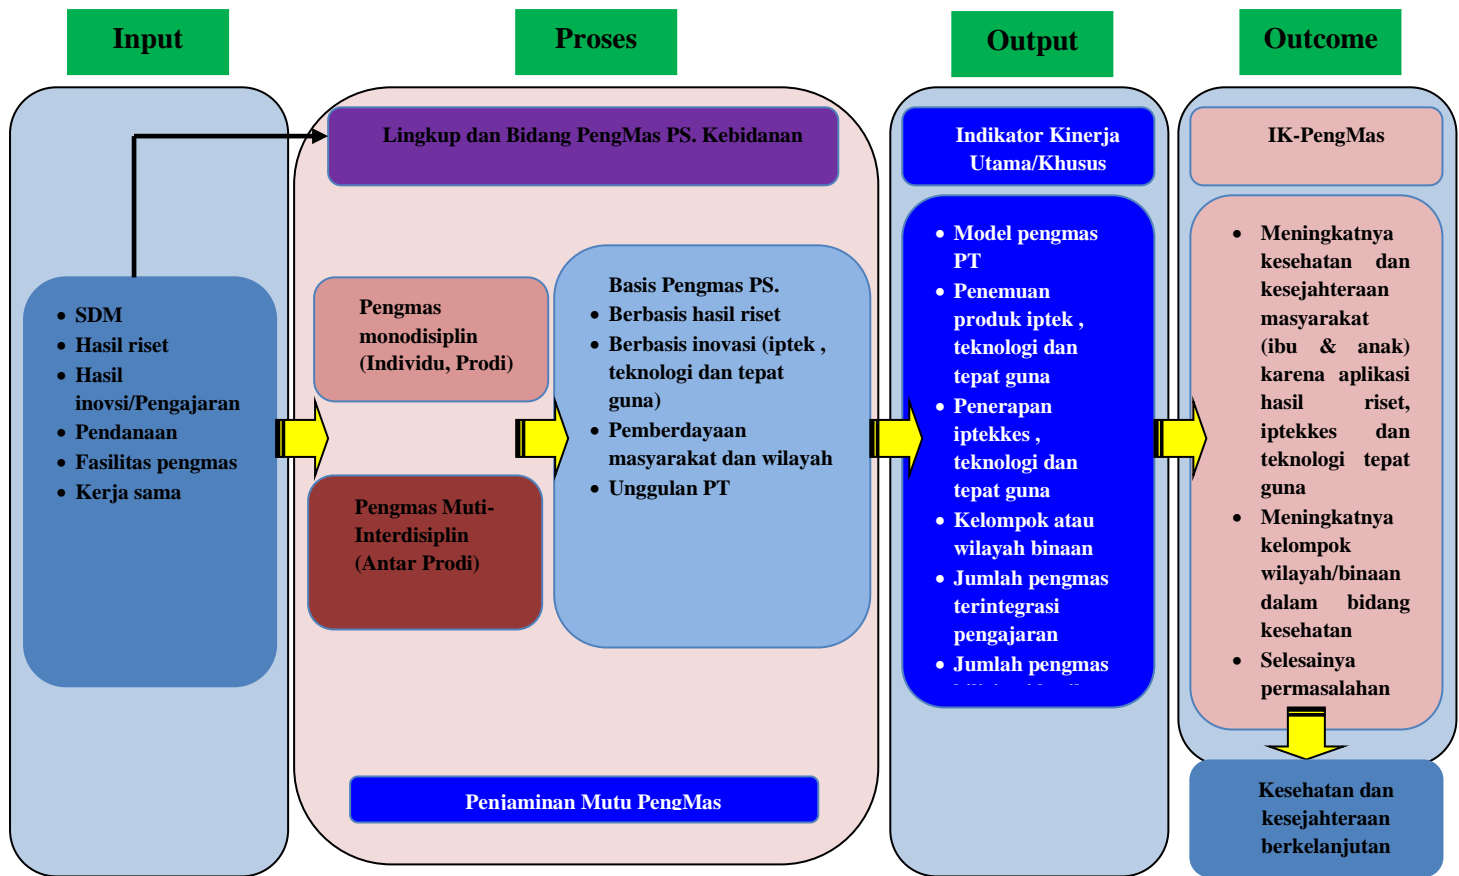 Input
Proses
Output
Outcome
Lingkup dan Bidang PengMas PS. Kebidanan
Indikator Kinerja
Utama/Khusus
IK-PengMas
• SDM
• Hasil riset
• Hasil
inovsi/Pengajaran
• Pendanaan
• Fasilitas pengmas
• Kerja sama
Pengmas
monodisiplin
(Individu, Prodi)
Pengmas Muti-
Interdisiplin
(Antar Prodi)
Basis Pengmas PS.
• Berbasis hasil riset
• Berbasis inovasi (iptek ,
teknologi dan tepat
guna)
• Pemberdayaan
masyarakat dan wilayah
• Unggulan PT
• Model pengmas
PT
• Penemuan
produk iptek ,
teknologi dan
tepat guna
• Penerapan
iptekkes ,
teknologi dan
tepat guna
• Kelompok atau
wilayah binaan
• Jumlah pengmas
terintegrasi
pengajaran
• Jumlah pengmas
• Meningkatnya
kesehatan dan
kesejahteraan
masyarakat
(ibu & anak)
karena aplikasi
hasil riset,
iptekkes dan
teknologi tepat
guna
• Meningkatnya
kelompok
wilayah/binaan
dalam bidang
kesehatan
• Selesainya
permasalahan
Penjaminan Mutu PengMas
Kesehatan dan
kesejahteraan
berkelanjutan